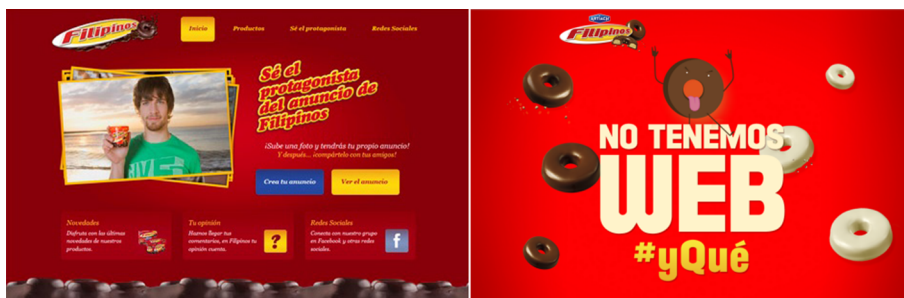 Filipinos
Inicio
Productos
Sé el protagonista
Redes Sociales
Sé el
protagonista
del anuncio de
Filipinos
¡Sube una foto y tendrás tu propio anuncio!
Y después... ¡compártelo con tus amigos!
Crea tu anuncio
Ver el anuncio
Novedades
Disfruta con las últimas
novedades de nuestros
productos.
Tu opinión
Haznos llegar tus
comentarios, en Filipinos tu
opinión cuenta.
?
Redes Sociales
Conecta con nuestro grupo
en Facebook y otras redes
sociales.
f
Artiach
Filipinos
NO TENEMOS
WEB
#yQué